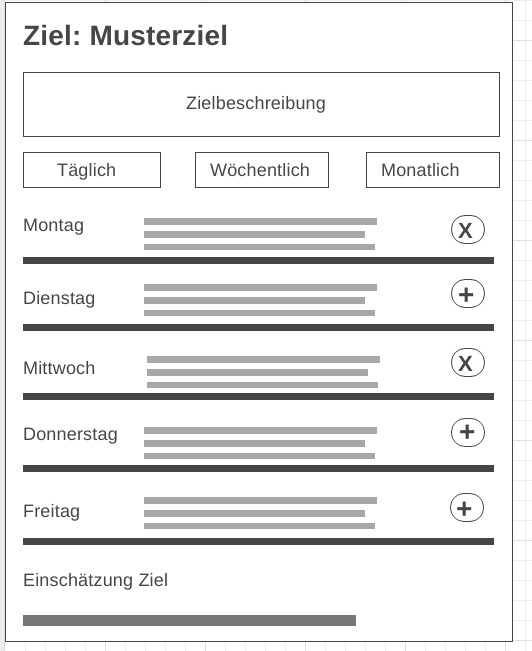 Ziel: Musterziel
Zielbeschreibung
Täglich Wöchentlich Monatlich
Montag X
Dienstag +
Mittwoch X
Donnerstag +
Freitag +
Einschätzung Ziel